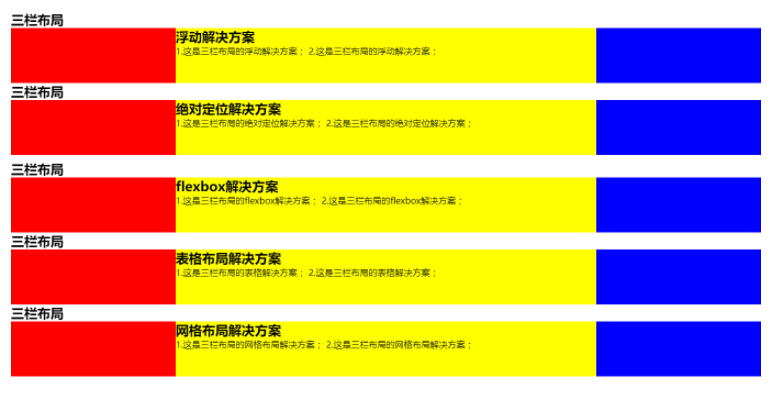 三栏布局
浮动解决方案
1.这是三栏布局的浮动解决方案； 2.这是三栏布局的浮动解决方案；
三栏布局
绝对定位解决方案
1.这是三栏布局的绝对定位解决方案； 2.这是三栏布局的绝对定位解决方案；
三栏布局
flexbox解决方案
1.这是三栏布局的flexbox解决方案； 2.这是三栏布局的flexbox解决方案；
三栏布局
表格布局解决方案
1.这是三栏布局的表格解决方案； 2.这是三栏布局的表格解决方案；
三栏布局
网格布局解决方案
1.这是三栏布局的网格布局解决方案； 2.这是三栏布局的网格布局解决方案；